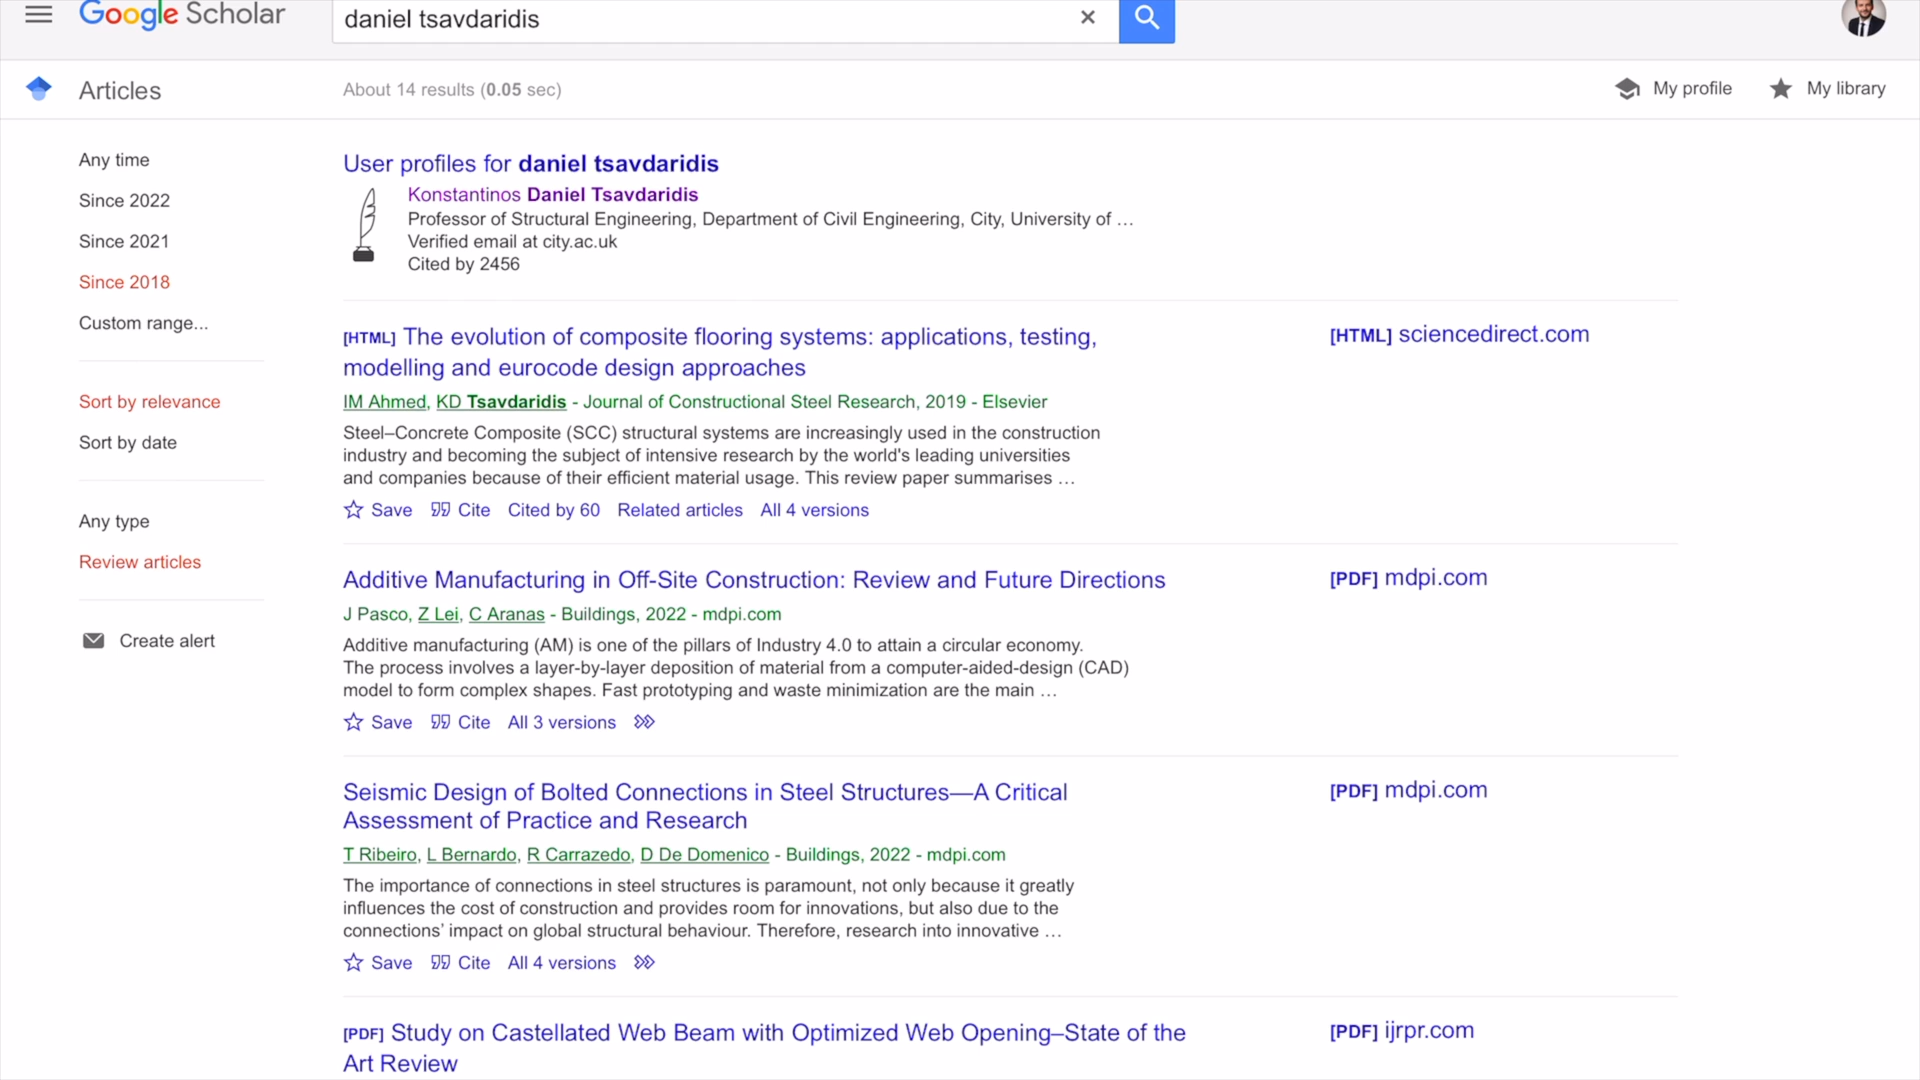 Google Scholar
daniel tsavdaridis
Articles
About 14 results (0.05 sec)
My profile
My library
Any time
Since 2022
Since 2021
Since 2018
Custom range...
Sort by relevance
Sort by date
Any type
Review articles
Create alert
User profiles for daniel tsavdaridis
Konstantinos Daniel Tsavdaridis
Professor of Structural Engineering, Department of Civil Engineering, City, University of …
Verified email at city.ac.uk
Cited by 2456
[HTML] The evolution of composite flooring systems: applications, testing,
modelling and eurocode design approaches
IM Ahmed, KD Tsavdaridis - Journal of Constructional Steel Research, 2019 - Elsevier
Steel–Concrete Composite (SCC) structural systems are increasingly used in the construction
industry and becoming the subject of intensive research by the world's leading universities
and companies because of their efficient material usage. This review paper summarises …
Save Cite Cited by 60 Related articles All 4 versions
[HTML] sciencedirect.com
Additive Manufacturing in Off-Site Construction: Review and Future Directions
J Pasco, Z Lei, C Aranas - Buildings, 2022 - mdpi.com
Additive manufacturing (AM) is one of the pillars of Industry 4.0 to attain a circular economy.
The process involves a layer-by-layer deposition of material from a computer-aided-design (CAD)
model to form complex shapes. Fast prototyping and waste minimization are the main …
Save Cite All 3 versions
[PDF] mdpi.com
Seismic Design of Bolted Connections in Steel Structures—A Critical
Assessment of Practice and Research
T Ribeiro, L Bernardo, R Carrazedo, D De Domenico - Buildings, 2022 - mdpi.com
The importance of connections in steel structures is paramount, not only because it greatly
influences the cost of construction and provides room for innovations, but also due to the
connections' impact on global structural behaviour. Therefore, research into innovative …
Save Cite All 4 versions
[PDF] mdpi.com
[PDF] Study on Castellated Web Beam with Optimized Web Opening–State of the
Art Review
[PDF] ijrpr.com